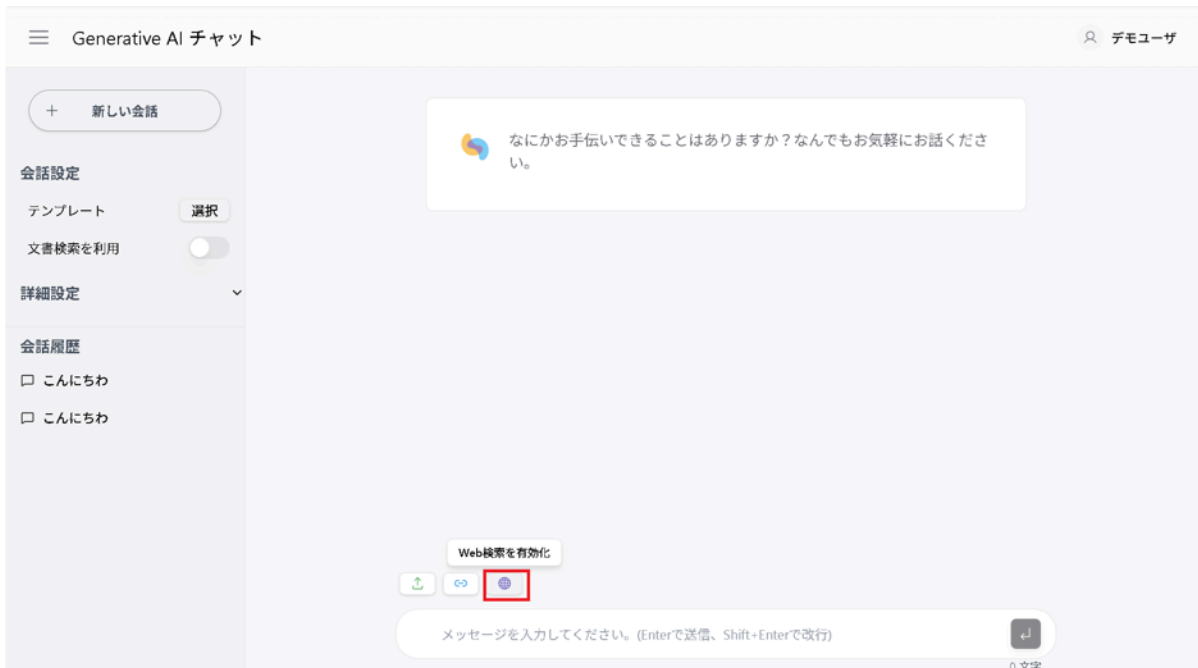 Generative AI チャット
デモユーザ
新しい会話
会話設定
テンプレート
選択
文書検索を利用
詳細設定
会話履歴
こんにちわ
こんにちわ
なにかお手伝いできることはありますか？なんでもお気軽にお話くださ
い。
Web検索を有効化
メッセージを入力してください。(Enterで送信、Shift+Enterで改行)
0 文字